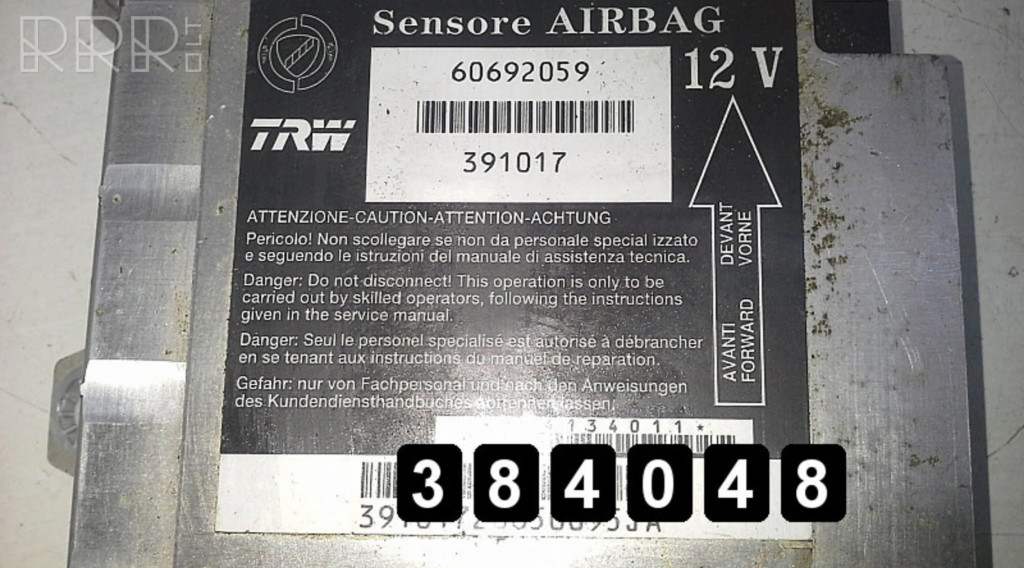 RRR.LT
Sensore AIRBAG
60692059
12 V
TRW
391017
ATTENZIONE-CAUTION-ATTENTION-ACHTUNG
Pericolo! Non scollegare se non da personale special izzato
e seguendo le istruzioni del manuale di assistenza tecnica.
Danger: Do not disconnect! This operation is only to be
carried out by skilled operators, following the instructions
given in the service manual.
Danger: Seul le personel specialisé est autorisé à débrancher
en se tenant aux instructions du manuel de reparation.
Gefahr: nur von Fachpersonal und nach den Anweisungen
des Kundendiensthandbuches Abtrennen lassen.
AVANTI DEVANT
FORWARD VORNE
384048